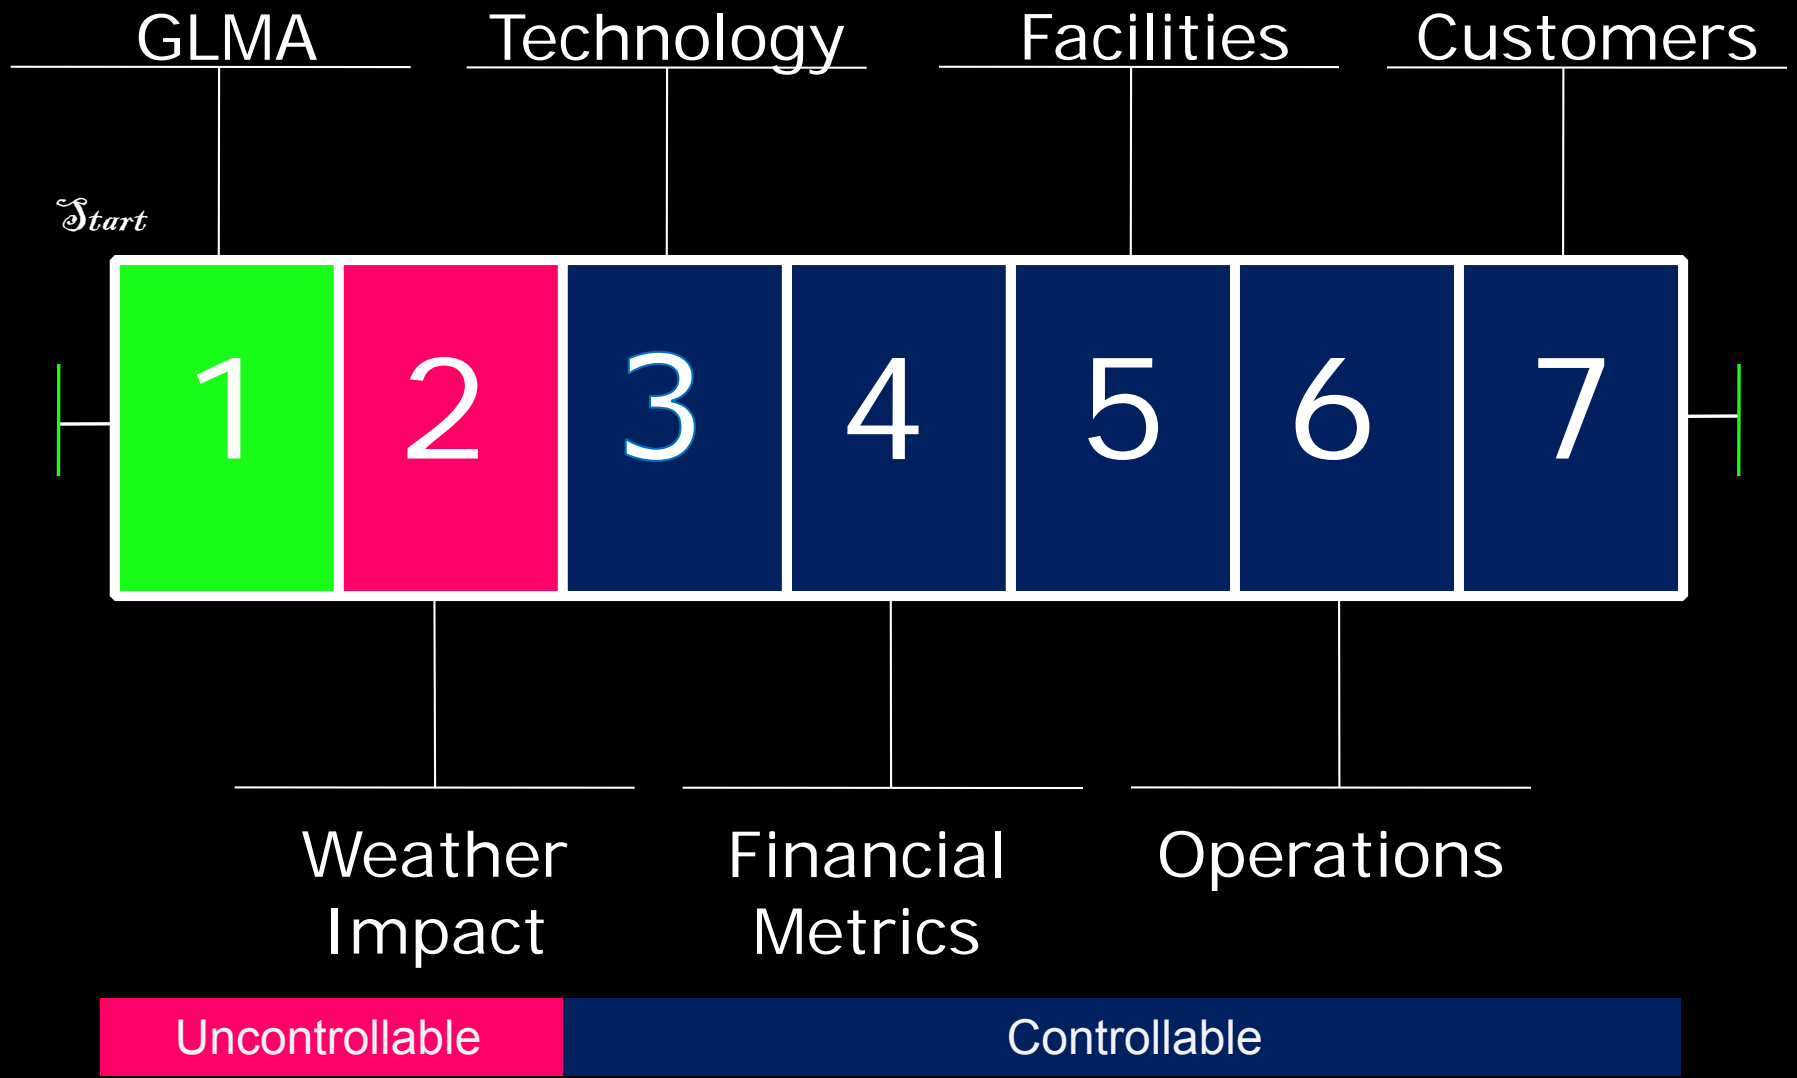 GLMA
Technology
Facilities
Customers
Start
1
2
3
4
5
6
7
Weather
Impact
Financial
Metrics
Operations
Uncontrollable
Controllable